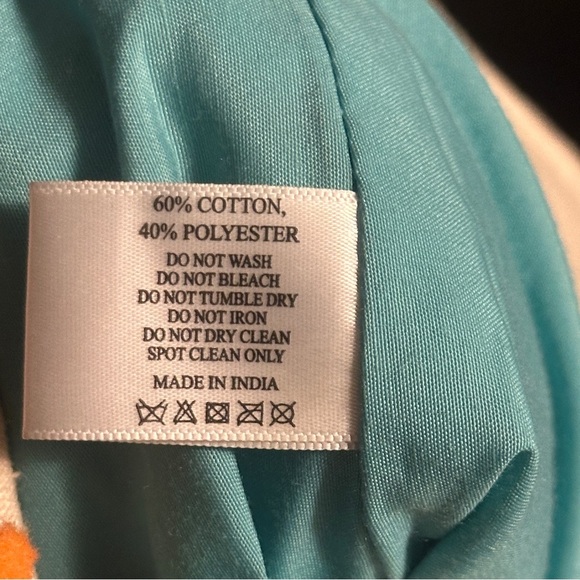 60% COTTON,
40% POLYESTER
DO NOT WASH
DO NOT BLEACH
DO NOT TUMBLE DRY
DO NOT IRON
DO NOT DRY CLEAN
SPOT CLEAN ONLY
MADE IN INDIA